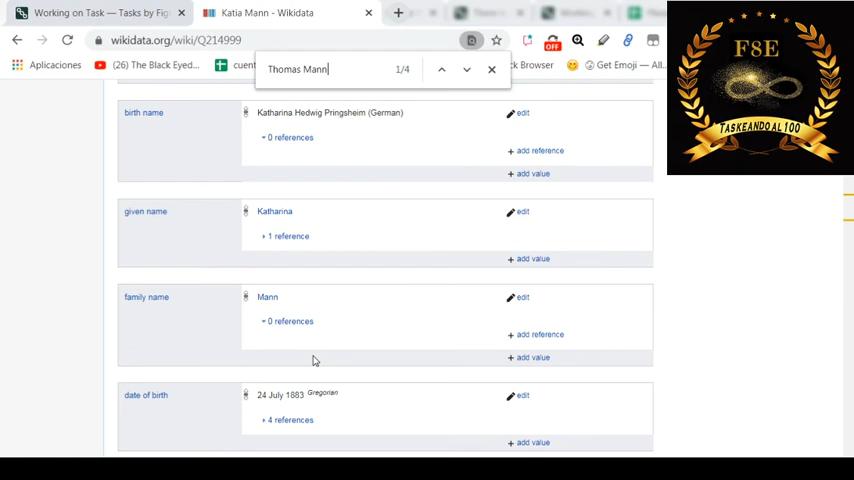 Working on Task — Tasks by Fig
Katia Mann - Wikidata
wikidata.org/wiki/Q214999
OFF
Aplicaciones
(26) The Black Eyed...
cuent
Browser
Get Emoji — All...
Thomas Mann
1/4
birth name
Katharina Hedwig Pringsheim (German)
edit
0 references
+ add reference
+ add value
given name
Katharina
edit
1 reference
+ add value
family name
Mann
edit
0 references
+ add reference
+ add value
date of birth
24 July 1883 Gregorian
edit
4 references
+ add value
F8E
TASKEANDO AL 100